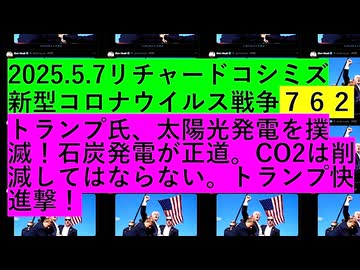 2025.5.7リチャードコシミズ
新型コロナウイルス戦争７６２
トランプ氏、太陽光発電を撲
滅！石炭発電が正道。CO2は削
減してはならない。トランプ快
進撃！